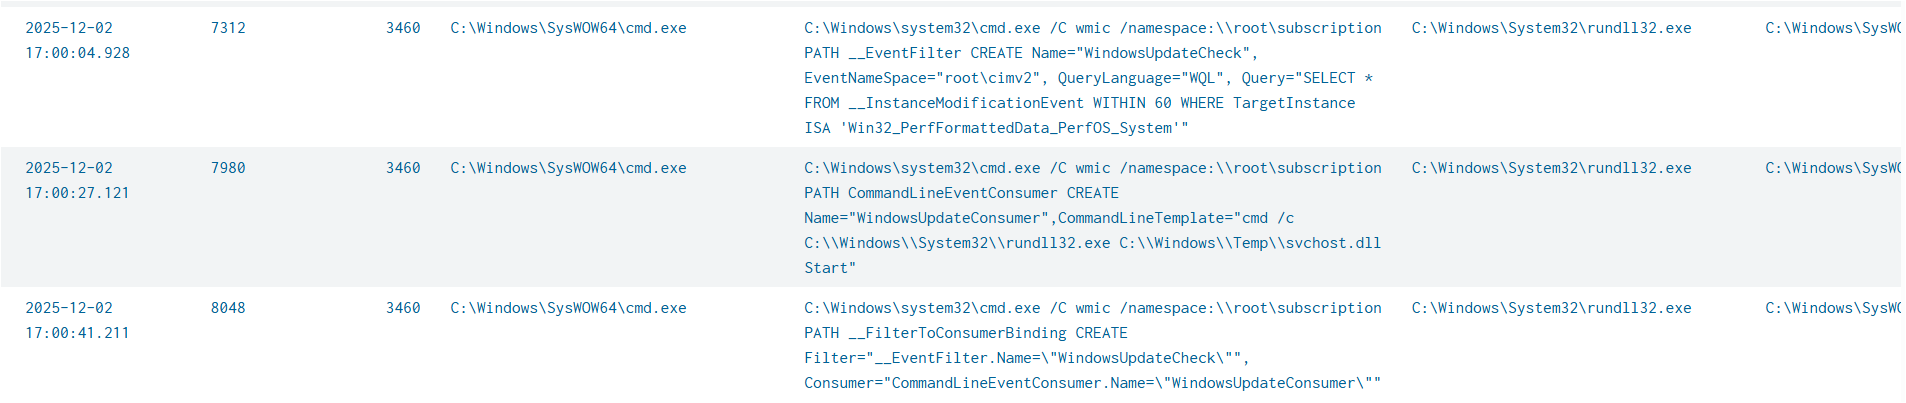 2025-12-02 7312 3460 C:\Windows\SysWOW64\cmd.exe C:\Windows\system32\cmd.exe /C wmic /namespace:\\root\subscription C:\Windows\System32\rundll32.exe C:\Windows\SysWO
17:00:04.928 PATH __EventFilter CREATE Name="WindowsUpdateCheck",
EventNameSpace="root\cimv2", QueryLanguage="WQL", Query="SELECT *
FROM __InstanceModificationEvent WITHIN 60 WHERE TargetInstance
ISA 'Win32_PerfFormattedData_PerfOS_System'"
2025-12-02 7980 3460 C:\Windows\SysWOW64\cmd.exe C:\Windows\system32\cmd.exe /C wmic /namespace:\\root\subscription C:\Windows\System32\rundll32.exe C:\Windows\SysWO
17:00:27.121 PATH CommandLineEventConsumer CREATE
Name="WindowsUpdateConsumer",CommandLineTemplate="cmd /c
C:\\Windows\\System32\\rundll32.exe C:\\Windows\\Temp\\svchost.dll
Start"
2025-12-02 8048 3460 C:\Windows\SysWOW64\cmd.exe C:\Windows\system32\cmd.exe /C wmic /namespace:\\root\subscription C:\Windows\System32\rundll32.exe C:\Windows\SysWO
17:00:41.211 PATH __FilterToConsumerBinding CREATE
Filter="__EventFilter.Name=\"WindowsUpdateCheck\"",
Consumer="CommandLineEventConsumer.Name=\"WindowsUpdateConsumer\""